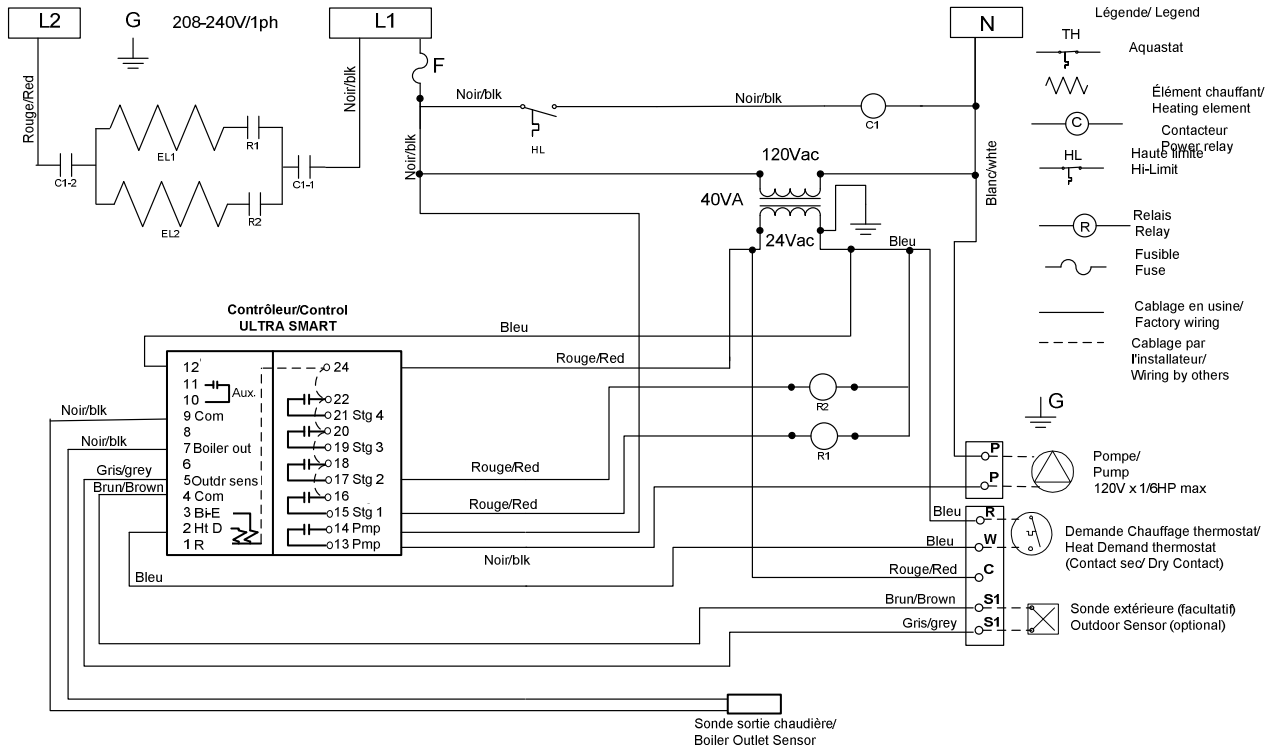 L2
G
208-240V/1ph
L1
N
Légende/ Legend
TH
Aquastat
Élément chauffant/
Heating element
C
Contacteur
Power relay
HL
Haute limite
Hi-Limit
R
Relais
Relay
Fusible
Fuse
Cablage en usine/
Factory wiring
Cablage par
l'installateur/
Wiring by others
Rouge/Red
Noir/blk
F
Noir/blk
Noir/blk
HL
C1
EL1
R1
C1-2
C1-1
EL2
R2
Noir/blk
120Vac
40VA
24Vac
Blanc/whte
Bleu
Contrôleur/Control
ULTRA SMART
Bleu
Rouge/Red
12
11
10
Aux.
9 Com
8
7 Boiler out
6
5Outdr sens
4 Com
3 Bi-E
2 Ht D
1 R
24
22
21 Stg 4
20
19 Stg 3
18
17 Stg 2
16
15 Stg 1
14 Pmp
13 Pmp
Noir/blk
Noir/blk
Gris/grey
Brun/Brown
Bleu
Rouge/Red
Rouge/Red
Noir/blk
R2
R1
G
P
P
Pompe/
Pump
120V x 1/6HP max
Bleu
R
Bleu
W
Rouge/Red
C
Brun/Brown
S1
Gris/grey
S1
Demande Chauffage thermostat/
Heat Demand thermostat
(Contact sec/ Dry Contact)
Sonde extérieure (facultatif)
Outdoor Sensor (optional)
Sonde sortie chaudière/
Boiler Outlet Sensor